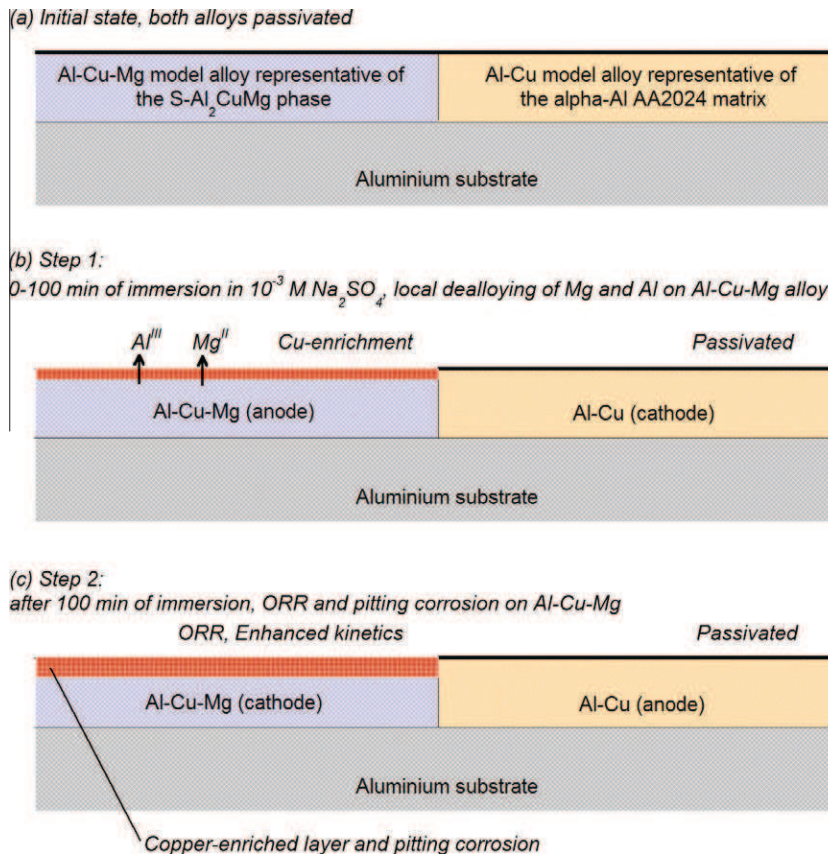 (a) Initial state, both alloys passivated
Al-Cu-Mg model alloy representative of
the S-Al₂CuMg phase
Al-Cu model alloy representative of
the alpha-Al AA2024 matrix
Aluminium substrate
(b) Step 1:
0-100 min of immersion in 10⁻³ M Na₂SO₄, local dealloying of Mg and Al on Al-Cu-Mg alloy
Al^III Mg^II Cu-enrichment Passivated
Al-Cu-Mg (anode) Al-Cu (cathode)
Aluminium substrate
(c) Step 2:
after 100 min of immersion, ORR and pitting corrosion on Al-Cu-Mg
ORR, Enhanced kinetics Passivated
Al-Cu-Mg (cathode) Al-Cu (anode)
Aluminium substrate
Copper-enriched layer and pitting corrosion